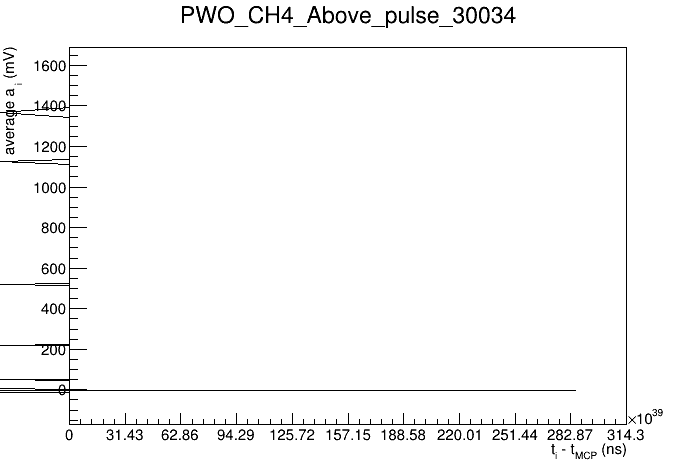 PWO_CH4_Above_pulse_30034
average a_i (mV)
1600
1400
1200
1000
800
600
400
200
0
0 31.43 62.86 94.29 125.72 157.15 188.58 220.01 251.44 282.87 314.3
×10^39
t_i - t_MCP (ns)